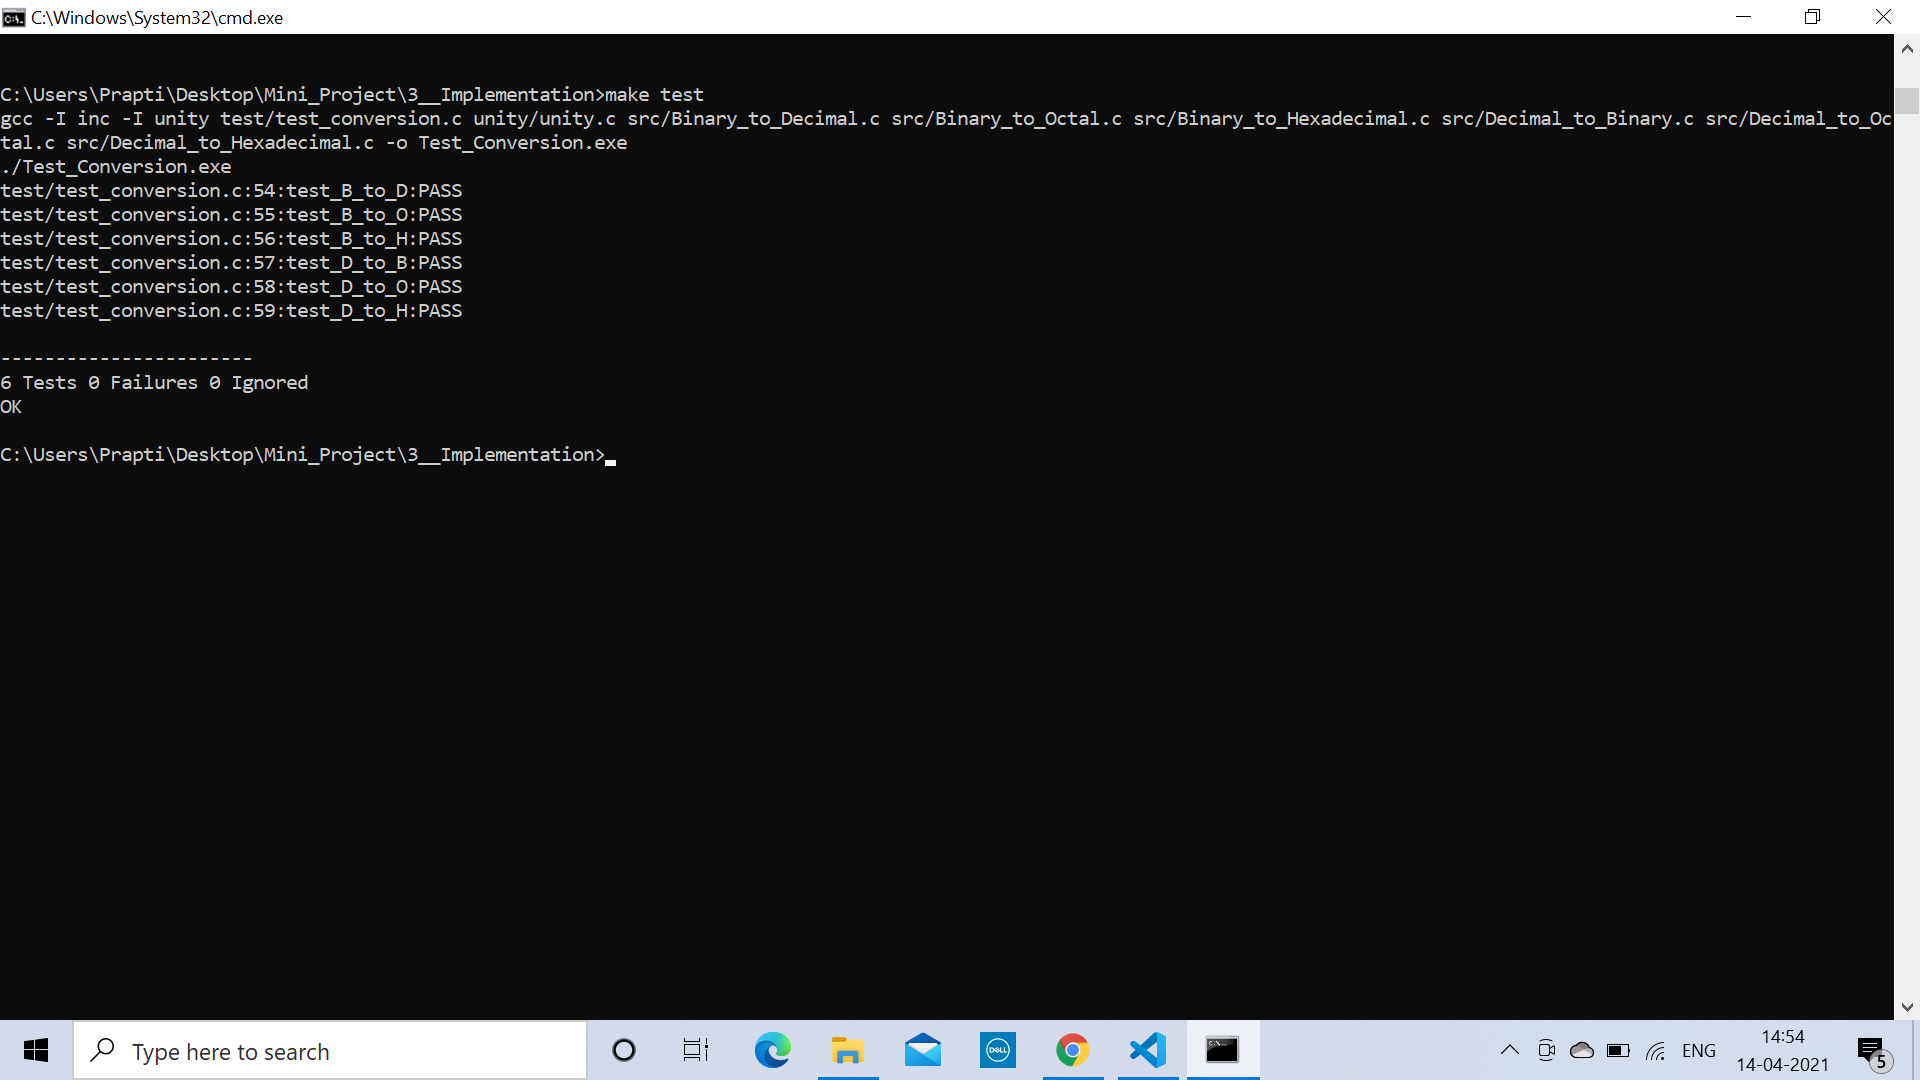 C:\Windows\System32\cmd.exe
C:\Users\Prapti\Desktop\Mini_Project\3__Implementation>make test
gcc -I inc -I unity test/test_conversion.c unity/unity.c src/Binary_to_Decimal.c src/Binary_to_Octal.c src/Binary_to_Hexadecimal.c src/Decimal_to_Binary.c src/Decimal_to_Oc
tal.c src/Decimal_to_Hexadecimal.c -o Test_Conversion.exe
./Test_Conversion.exe
test/test_conversion.c:54:test_B_to_D:PASS
test/test_conversion.c:55:test_B_to_O:PASS
test/test_conversion.c:56:test_B_to_H:PASS
test/test_conversion.c:57:test_D_to_B:PASS
test/test_conversion.c:58:test_D_to_O:PASS
test/test_conversion.c:59:test_D_to_H:PASS
-----------------------
6 Tests 0 Failures 0 Ignored
OK
C:\Users\Prapti\Desktop\Mini_Project\3__Implementation>
Type here to search
DELL
C:\.
ENG
14:54
14-04-2021
5